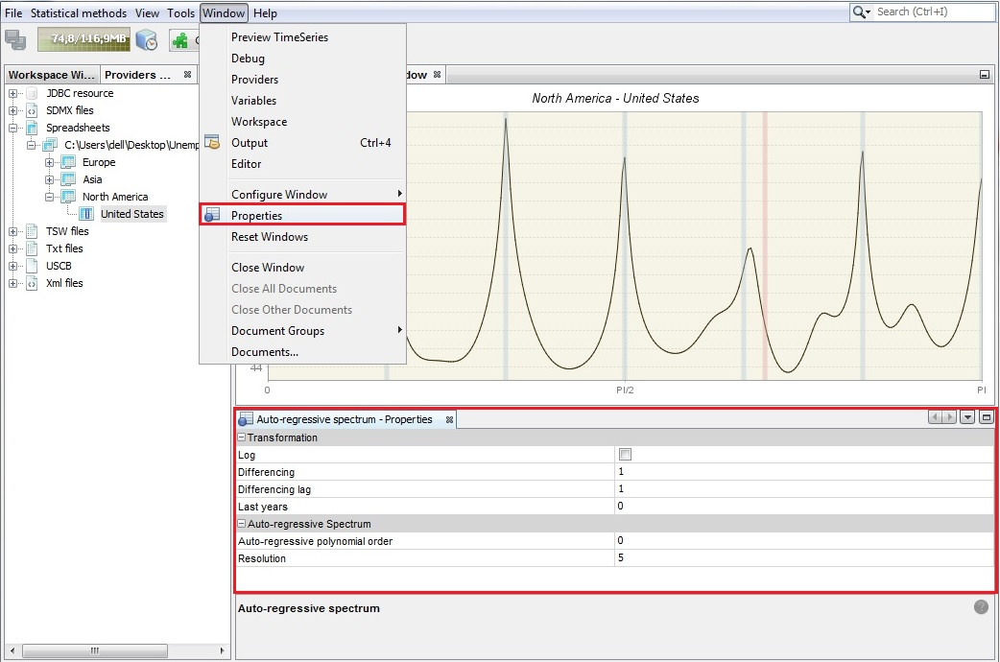 File Statistical methods View Tools Window Help
Search (Ctrl+I)
74,8/116,9MB
Workspace Wi... Providers ...
JDBC resource
SDMX files
Spreadsheets
C:\Users\dell\Desktop\Unemp
Europe
Asia
North America
United States
TSW files
Txt files
USCB
Xml files
Preview TimeSeries
Debug
Providers
Variables
Workspace
Output Ctrl+4
Editor
Configure Window
Properties
Reset Windows
Close Window
Close All Documents
Close Other Documents
Document Groups
Documents...
dow
North America - United States
44
0 PI/2 PI
Auto-regressive spectrum - Properties
Transformation
Log
Differencing 1
Differencing lag 1
Last years 0
Auto-regressive Spectrum
Auto-regressive polynomial order 0
Resolution 5
Auto-regressive spectrum